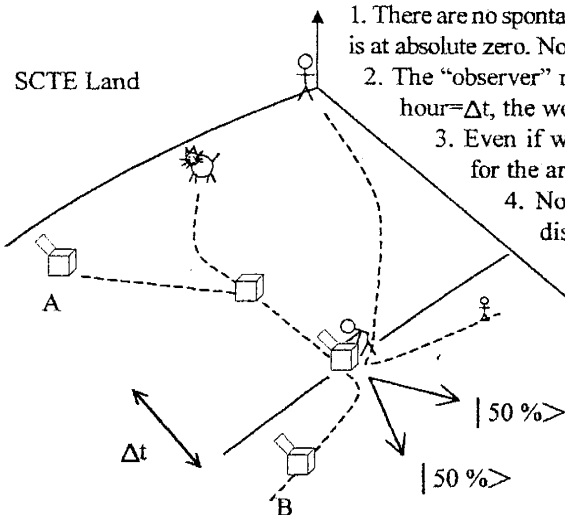 1. There are no sponta
is at absolute zero. No
SCTE Land
2. The "observer"
hour=Δt, the we
3. Even if w
for the ar
4. No
dis
A
Δt
| 50 %>
| 50 %>
B